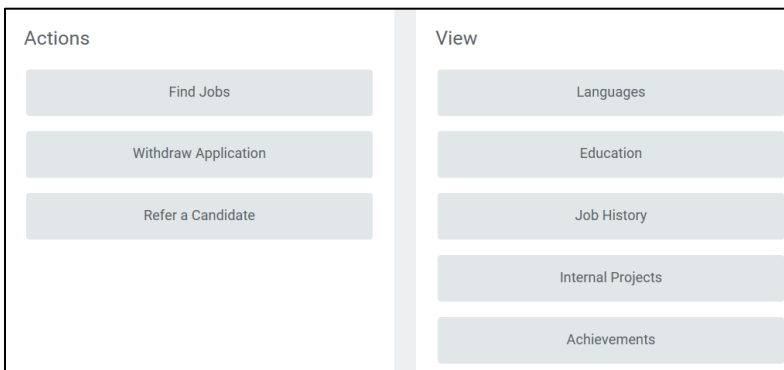 Actions
Find Jobs
Withdraw Application
Refer a Candidate
View
Languages
Education
Job History
Internal Projects
Achievements